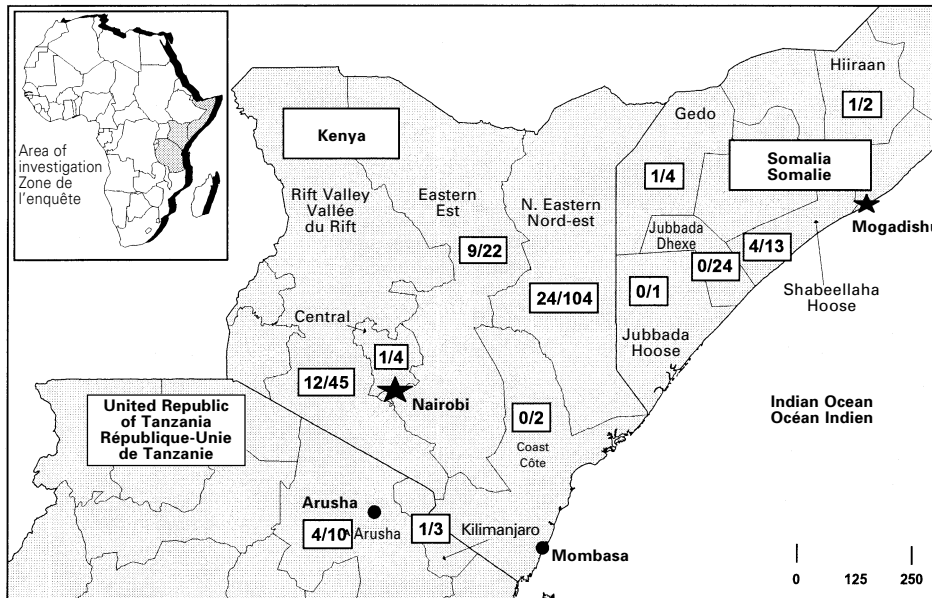 Area of
investigation
Zone de
l'enquête
Kenya
Rift Valley
Vallée
du Rift
Eastern
Est
N. Eastern
Nord-est
9/22
24/104
Central
1/4
12/45
Nairobi
0/2
Coast
Côte
Hiiraan
1/2
Gedo
1/4
Somalia
Somalie
Mogadishu
Jubbada
Dhexe
4/13
0/24
0/1
Shabeellaha
Hoose
Jubbada
Hoose
United Republic
of Tanzania
République-Unie
de Tanzanie
Indian Ocean
Océan Indien
Arusha
4/10
Arusha
1/3
Kilimanjaro
Mombasa
0 125 250